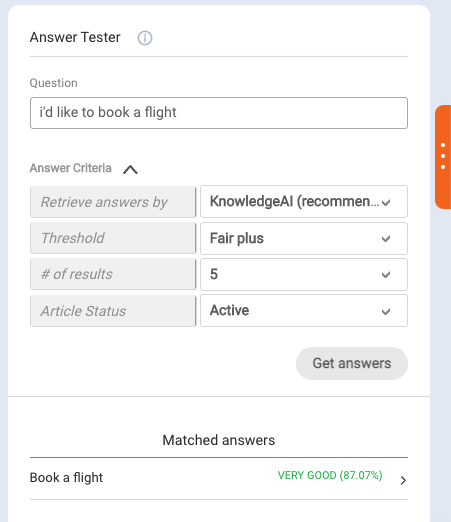 Answer Tester
Question
i'd like to book a flight
Answer Criteria
Retrieve answers by KnowledgeAI (recommen...
Threshold Fair plus
# of results 5
Article Status Active
Get answers
Matched answers
Book a flight VERY GOOD (87.07%)